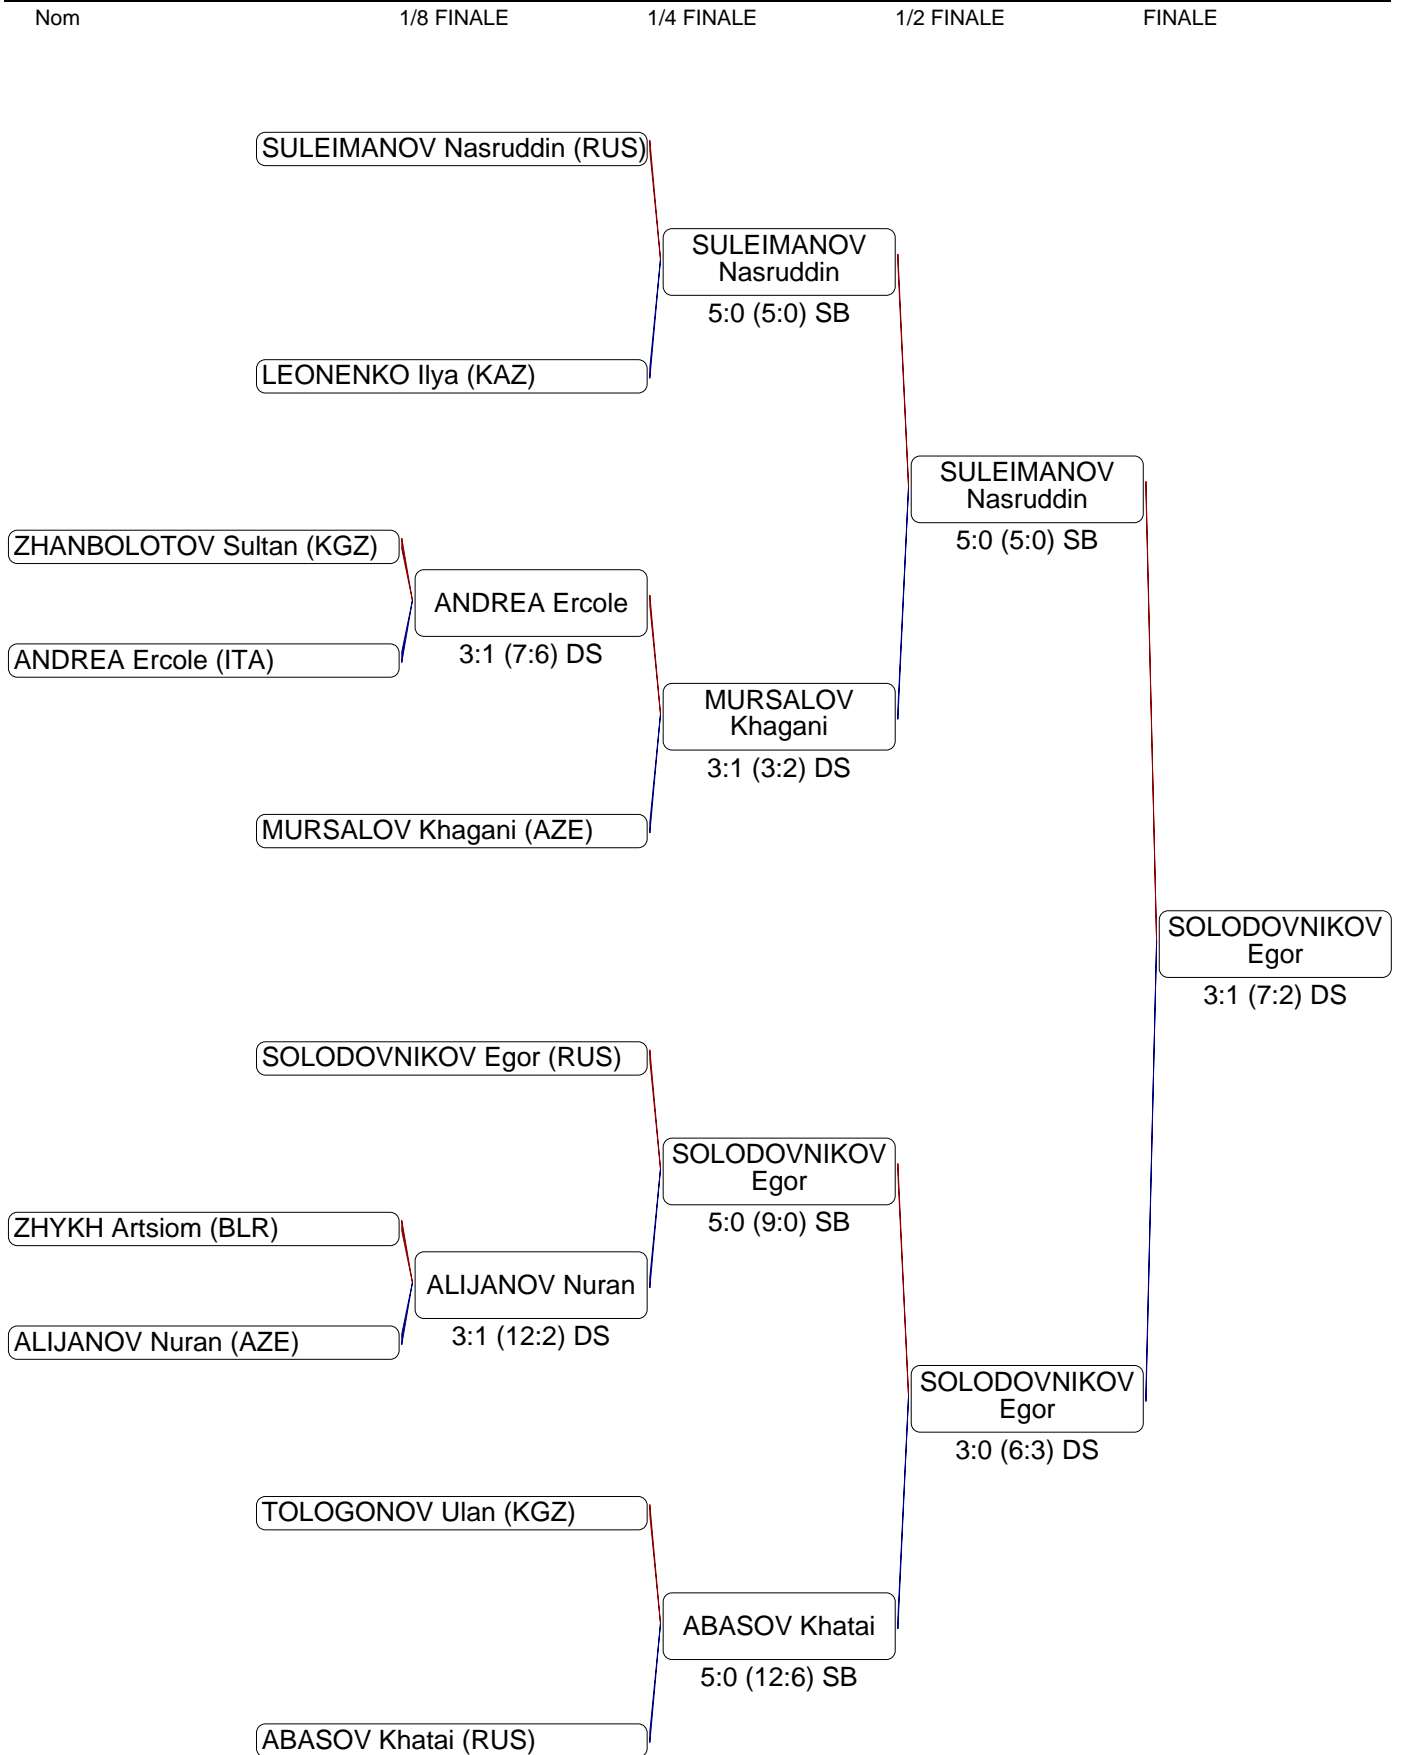 Nom 1/8 FINALE 1/4 FINALE 1/2 FINALE FINALE
SULEIMANOV Nasruddin (RUS)
SULEIMANOV
Nasruddin
5:0 (5:0) SB
LEONENKO Ilya (KAZ)
SULEIMANOV
Nasruddin
5:0 (5:0) SB
ZHANBOLOTOV Sultan (KGZ)
ANDREA Ercole
3:1 (7:6) DS
ANDREA Ercole (ITA)
MURSALOV
Khagani
3:1 (3:2) DS
MURSALOV Khagani (AZE)
SOLODOVNIKOV
Egor
3:1 (7:2) DS
SOLODOVNIKOV Egor (RUS)
SOLODOVNIKOV
Egor
5:0 (9:0) SB
ZHYKH Artsiom (BLR)
ALIJANOV Nuran
3:1 (12:2) DS
ALIJANOV Nuran (AZE)
SOLODOVNIKOV
Egor
3:0 (6:3) DS
TOLOGONOV Ulan (KGZ)
ABASOV Khatai
5:0 (12:6) SB
ABASOV Khatai (RUS)